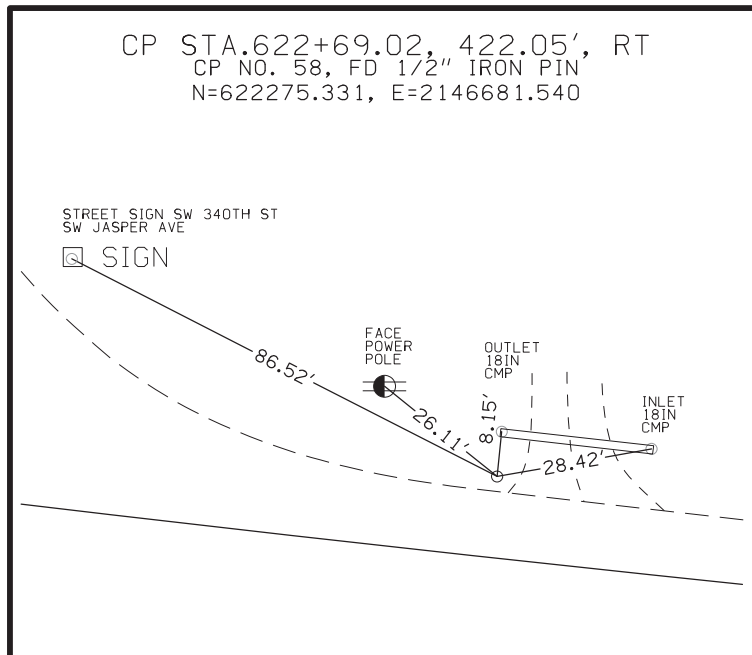 CP STA.622+69.02, 422.05', RT
CP NO. 58, FD 1/2" IRON PIN
N=622275.331, E=2146681.540
STREET SIGN SW 340TH ST
SW JASPER AVE
SIGN
86.52'
FACE
POWER
POLE
26.11'
OUTLET
18IN
CMP
8.15'
28.42'
INLET
18IN
CMP